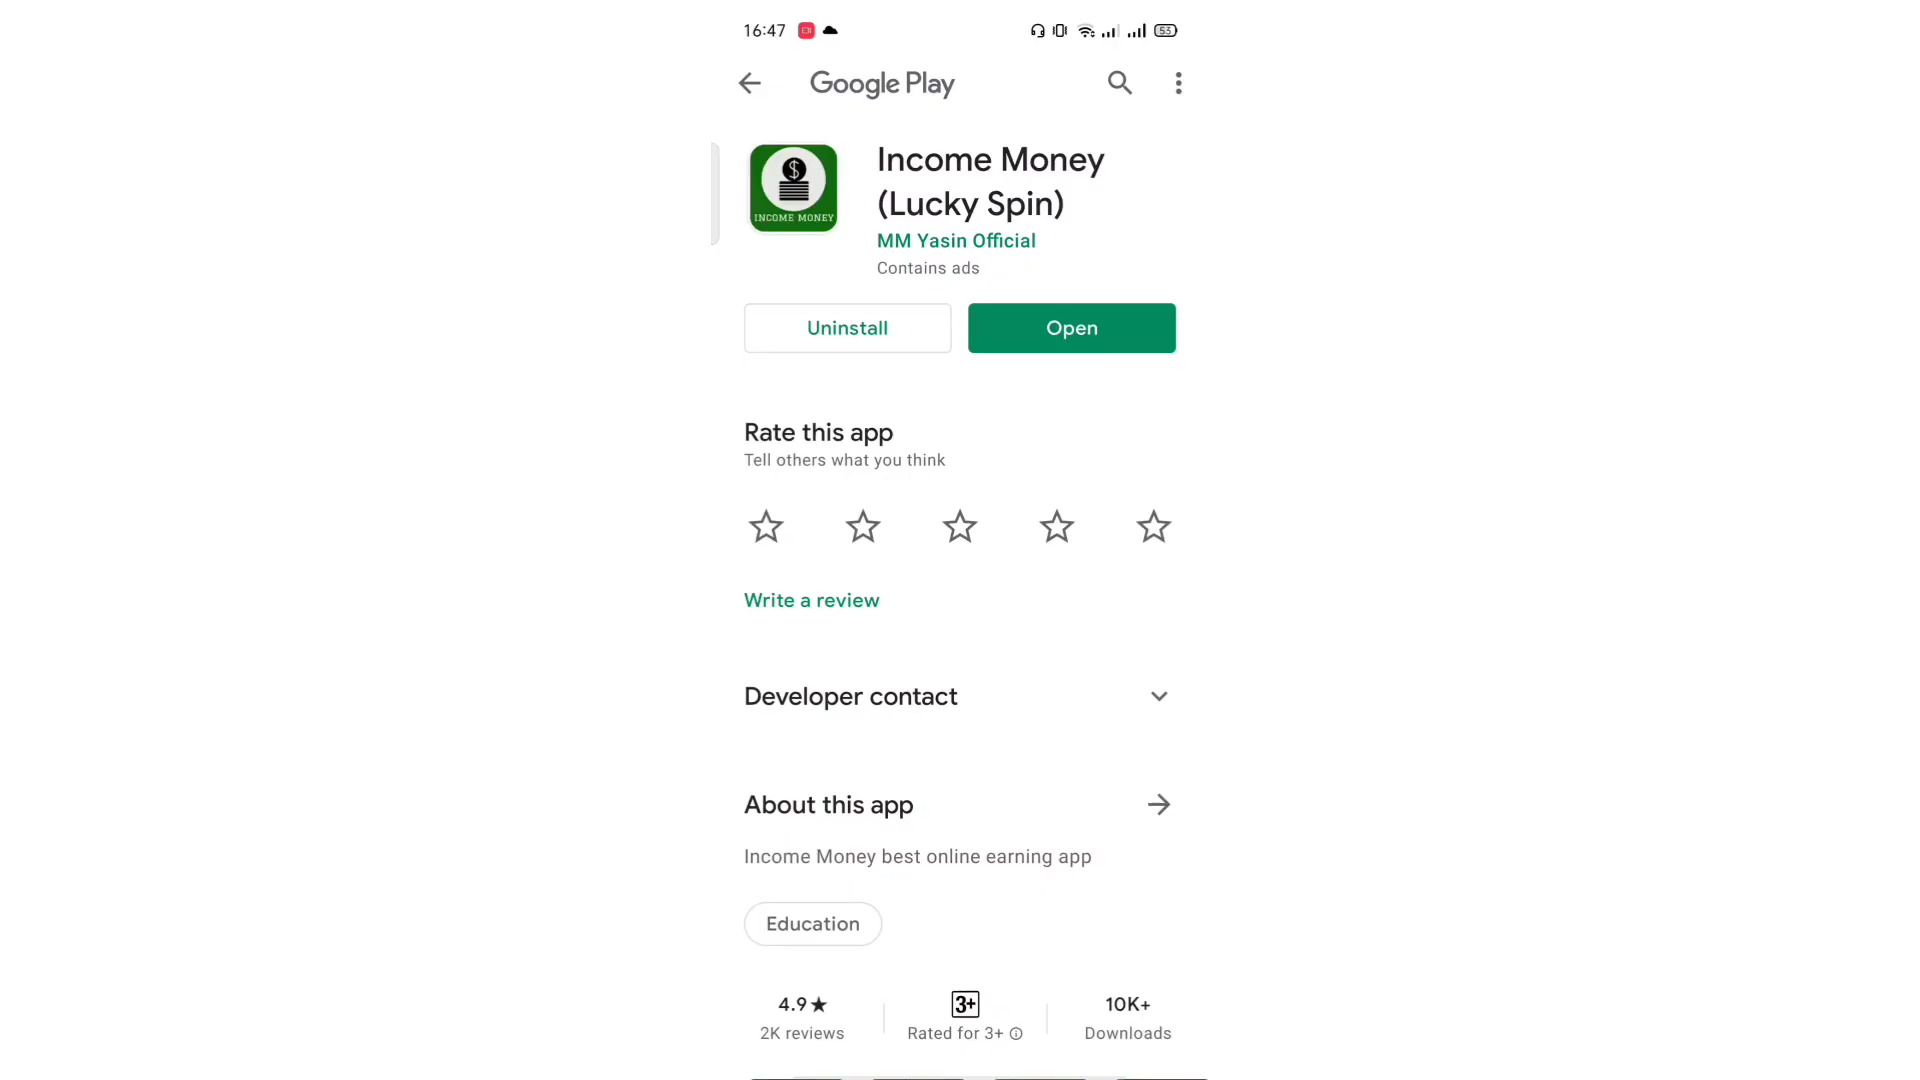 16:47
53
Google Play
Income Money
(Lucky Spin)
INCOME MONEY
MM Yasin Official
Contains ads
Uninstall
Open
Rate this app
Tell others what you think
Write a review
Developer contact
About this app
Income Money best online earning app
Education
4.9★
3+
10K+
2K reviews
Rated for 3+
Downloads